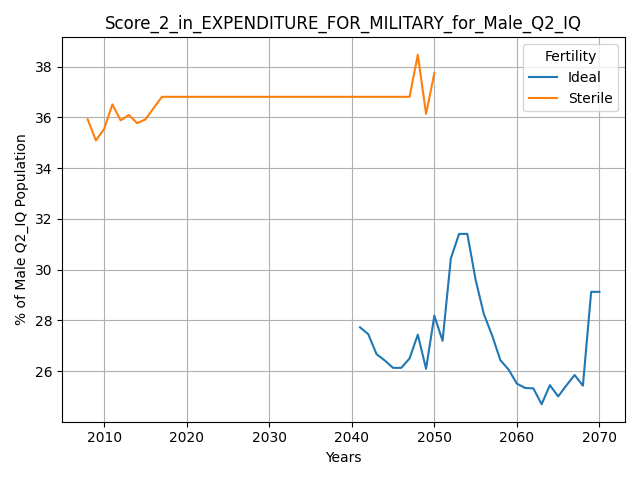 Score_2_in_EXPENDITURE_FOR_MILITARY_for_Male_Q2_IQ
Fertility
Ideal
Sterile
% of Male Q2_IQ Population
38
36
34
32
30
28
26
2010 2020 2030 2040 2050 2060 2070
Years